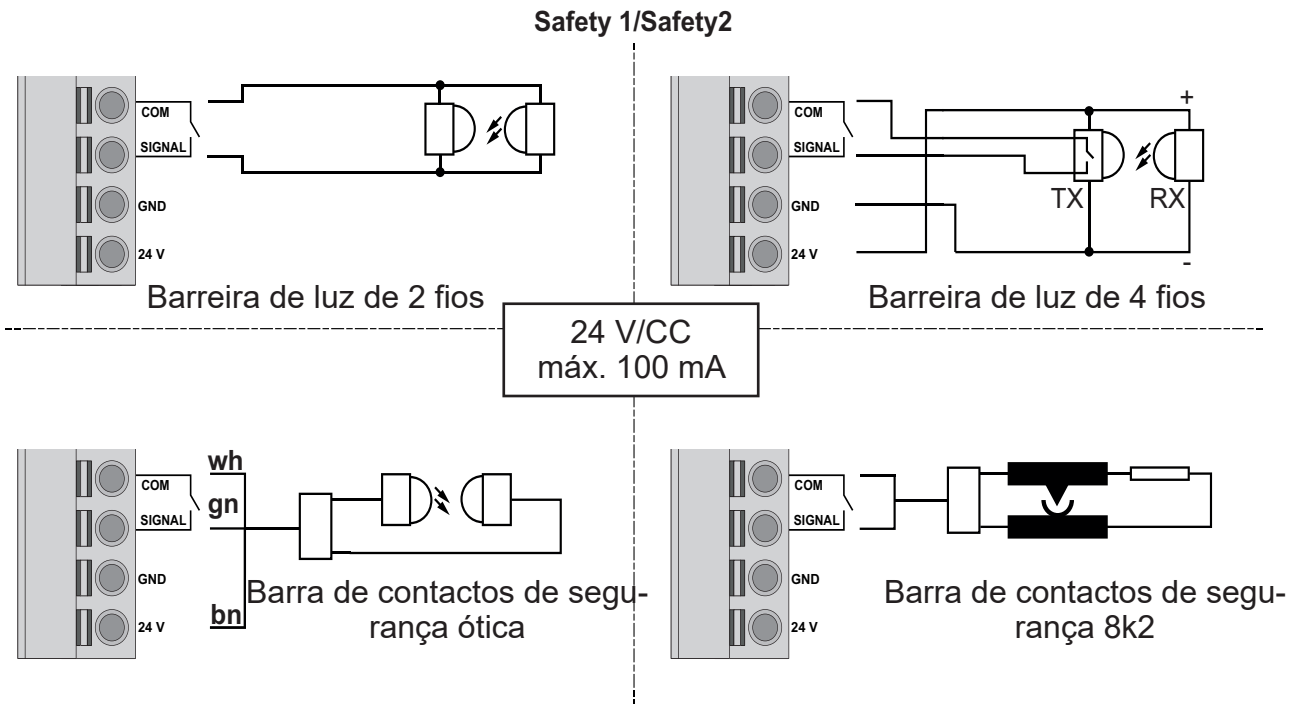 Safety 1/Safety2
COM
SIGNAL
GND
24 V
Barreira de luz de 2 fios
COM
SIGNAL
GND
24 V
+
TX
RX
-
Barreira de luz de 4 fios
24 V/CC
máx. 100 mA
COM
SIGNAL
GND
24 V
wh
gn
bn
Barra de contactos de segu-
rança ótica
COM
SIGNAL
GND
24 V
Barra de contactos de segu-
rança 8k2